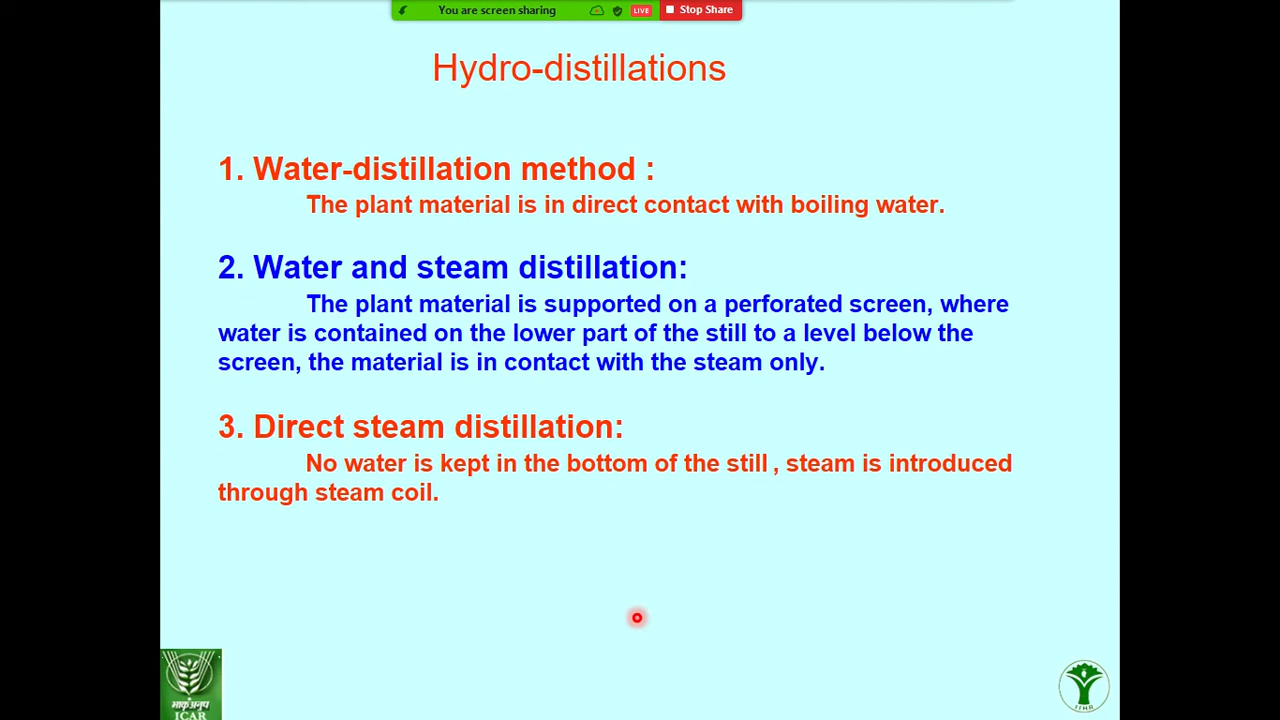 You are screen sharing LIVE Stop Share
Hydro-distillations
1. Water-distillation method :
The plant material is in direct contact with boiling water.
2. Water and steam distillation:
The plant material is supported on a perforated screen, where
water is contained on the lower part of the still to a level below the
screen, the material is in contact with the steam only.
3. Direct steam distillation:
No water is kept in the bottom of the still , steam is introduced
through steam coil.
भाकृअनुप
ICAR
IIHR